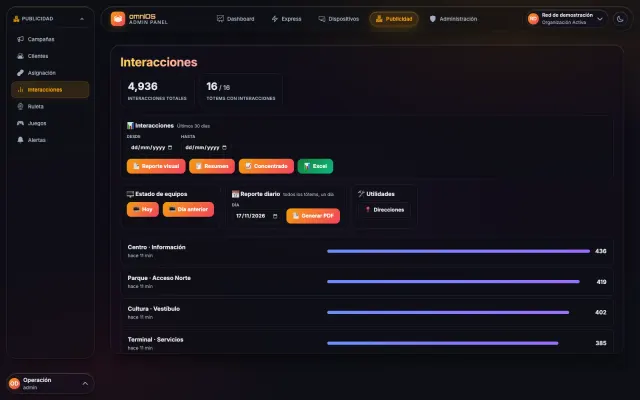 PUBLICIDAD
Campañas
Clientes
Asignación
Interacciones
Ruleta
Juegos
Alertas
OO Operación
admin
omniOS
ADMIN PANEL
Dashboard
Express
Dispositivos
Publicidad
Administración
Red de demostración
Organización Activa
Interacciones
4,936
INTERACCIONES TOTALES
16 / 16
TÓTEMS CON INTERACCIONES
Interacciones Últimos 30 días
DESDE
HASTA
dd/mm/yyyy
dd/mm/yyyy
Reporte visual
Resumen
Concentrado
Excel
Estado de equipos
Hoy
Día anterior
Reporte diario todos los tótems, un día
DÍA
17/11/2026
Generar PDF
Utilidades
Direcciones
Centro · Información
hace 11 min
436
Parque · Acceso Norte
hace 11 min
419
Cultura · Vestíbulo
hace 11 min
402
Terminal · Servicios
hace 11 min
385